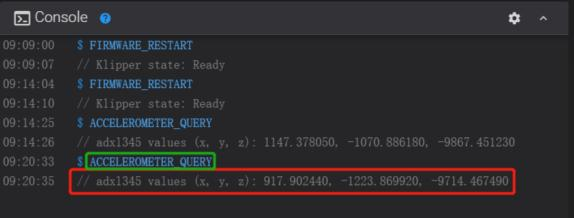 Console
09:09:00 $ FIRMWARE_RESTART
09:09:07 // Klipper state: Ready
09:14:04 $ FIRMWARE_RESTART
09:14:10 // Klipper state: Ready
09:14:25 $ ACCELEROMETER_QUERY
09:14:26 // adxl345 values (x, y, z): 1147.378050, -1070.886180, -9867.451230
09:20:33 $ ACCELEROMETER_QUERY
09:20:35 // adxl345 values (x, y, z): 917.902440, -1223.869920, -9714.467490